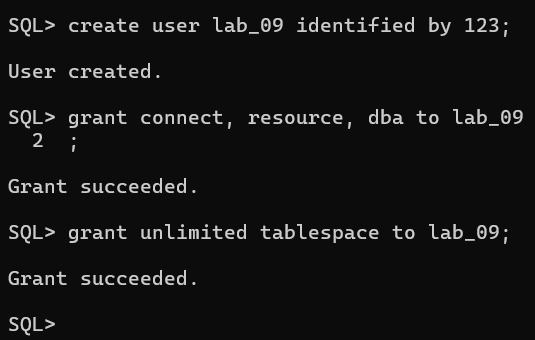 SQL> create user lab_09 identified by 123;
User created.
SQL> grant connect, resource, dba to lab_09
  2  ;
Grant succeeded.
SQL> grant unlimited tablespace to lab_09;
Grant succeeded.
SQL>